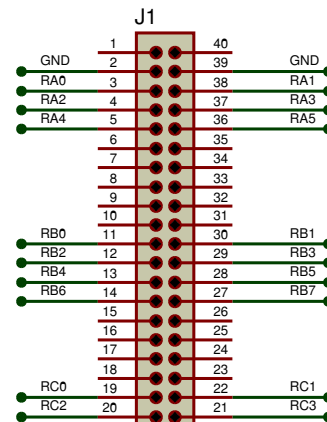 J1
1 40
GND 2 39 GND
RA0 3 38 RA1
RA2 4 37 RA3
RA4 5 36 RA5
6 35
7 34
8 33
9 32
10 31
RB0 11 30 RB1
RB2 12 29 RB3
RB4 13 28 RB5
RB6 14 27 RB7
15 26
16 25
17 24
18 23
RC0 19 22 RC1
RC2 20 21 RC3